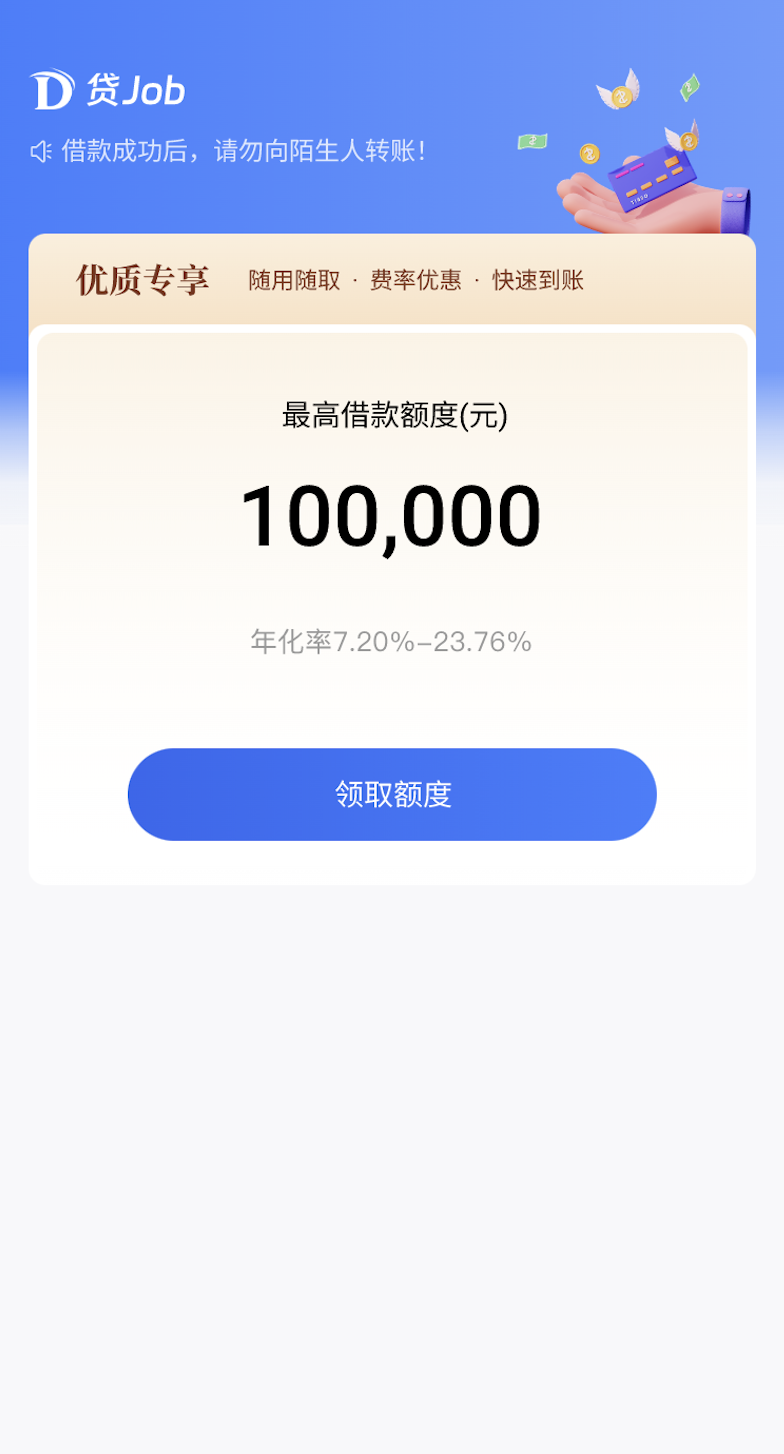 D 贷Job
借款成功后，请勿向陌生人转账！
优质专享 随用随取 · 费率优惠 · 快速到账
最高借款额度(元)
100,000
年化率7.20%–23.76%
领取额度